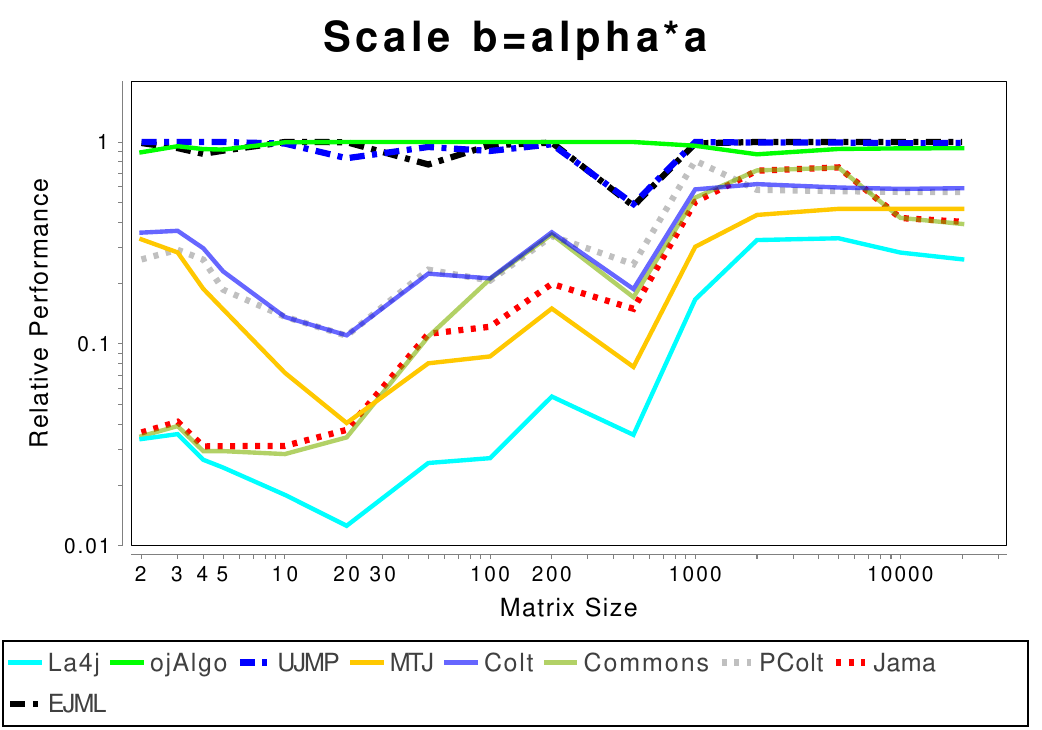 Scale b=alpha*a
1
0.1
0.01
Relative Performance
2 3 4 5 10 20 30 100 200 1000 10000
Matrix Size
La4j ojAlgo UJMP MTJ Colt Commons PColt Jama
EJML